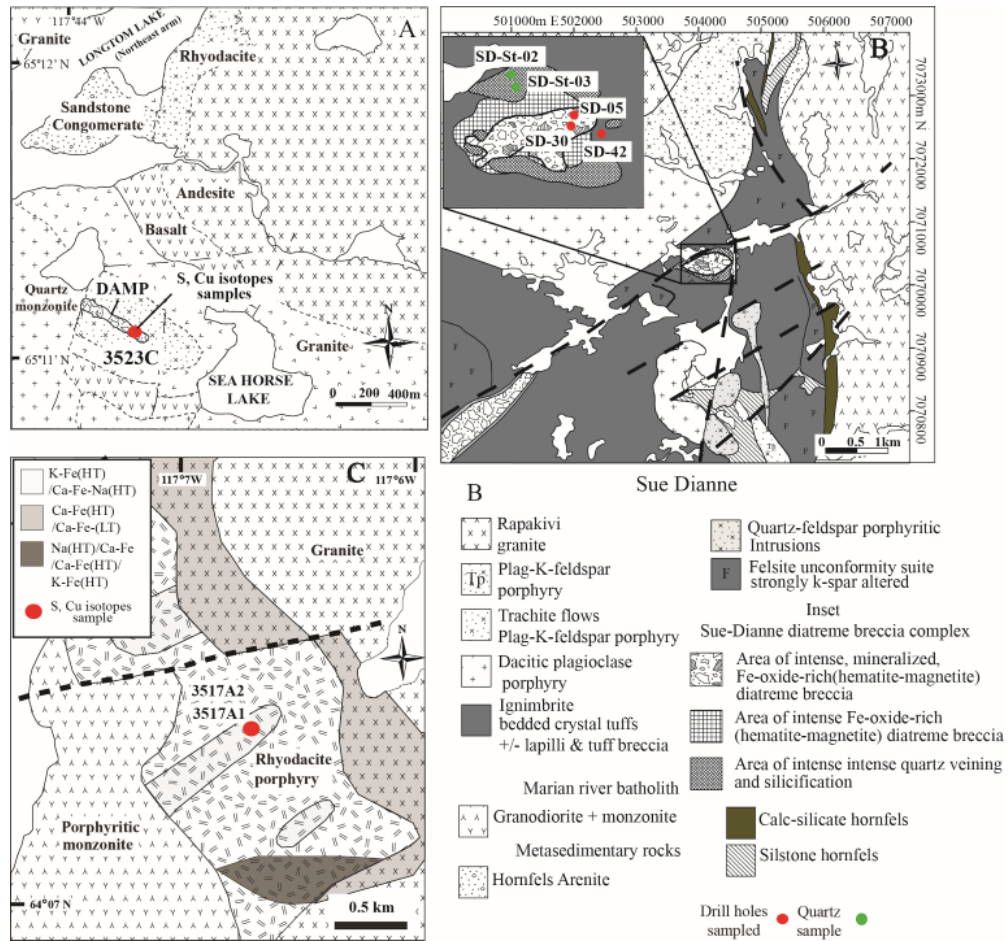 117°44' W
LONGTOM LAKE
(Northeast arm)
A
Granite
65°12' N
Rhyodacite
Sandstone
Congomerate
Andesite
Basalt
Quartz
monzonite
DAMP
S, Cu isotopes
samples
3523C
65°11' N
Granite
N
SEA HORSE
LAKE
0 200 400m
501000m E 502000 503000 504000 505000 506000 507000
B
SD-St-02
SD-St-03
SD-05
SD-30
SD-42
N
F
F
F
F
F
F
F
F
F
F
Tp
7073000m N
7072000
7071000
7070000
7070900
7070800
0 0.5 1km
K-Fe(HT)
/Ca-Fe-Na(HT)
Ca-Fe(HT)
/Ca-Fe-(LT)
Na(HT)/Ca-Fe
/Ca-Fe(HT)/
K-Fe(HT)
S, Cu isotopes
sample
117°7W
C
117°6W
Granite
N
3517A2
3517A1
Rhyodacite
porphyry
Porphyritic
monzonite
64°07 N
0.5 km
Sue Dianne
B
Rapakivi
granite
Tp
Plag-K-feldspar
porphyry
Trachite flows
Plag-K-feldspar porphyry
Dacitic plagioclase
porphyry
Ignimbrite
bedded crystal tuffs
+/- lapilli & tuff breccia
Marian river batholith
Granodiorite + monzonite
Metasedimentary rocks
Hornfels Arenite
Quartz-feldspar porphyritic
Intrusions
F
Felsite unconformity suite
strongly k-spar altered
Inset
Sue-Dianne diatreme breccia complex
Area of intense, mineralized,
Fe-oxide-rich(hematite-magnetite)
diatreme breccia
Area of intense Fe-oxide-rich
(hematite-magnetite) diatreme breccia
Area of intense intense quartz veining
and silicification
Calc-silicate hornfels
Silstone hornfels
Drill holes
sampled
Quartz
sample